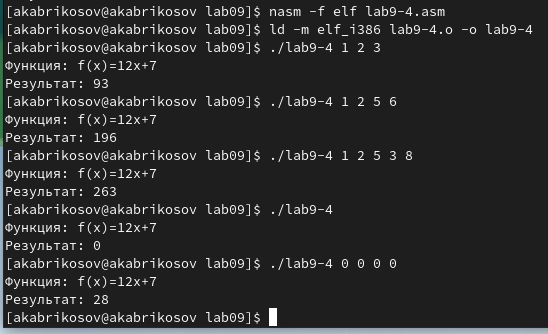 [akabrikosov@akabrikosov lab09]$ nasm -f elf lab9-4.asm
[akabrikosov@akabrikosov lab09]$ ld -m elf_i386 lab9-4.o -o lab9-4
[akabrikosov@akabrikosov lab09]$ ./lab9-4 1 2 3
Функция: f(x)=12x+7
Результат: 93
[akabrikosov@akabrikosov lab09]$ ./lab9-4 1 2 5 6
Функция: f(x)=12x+7
Результат: 196
[akabrikosov@akabrikosov lab09]$ ./lab9-4 1 2 5 3 8
Функция: f(x)=12x+7
Результат: 263
[akabrikosov@akabrikosov lab09]$ ./lab9-4
Функция: f(x)=12x+7
Результат: 0
[akabrikosov@akabrikosov lab09]$ ./lab9-4 0 0 0 0
Функция: f(x)=12x+7
Результат: 28
[akabrikosov@akabrikosov lab09]$